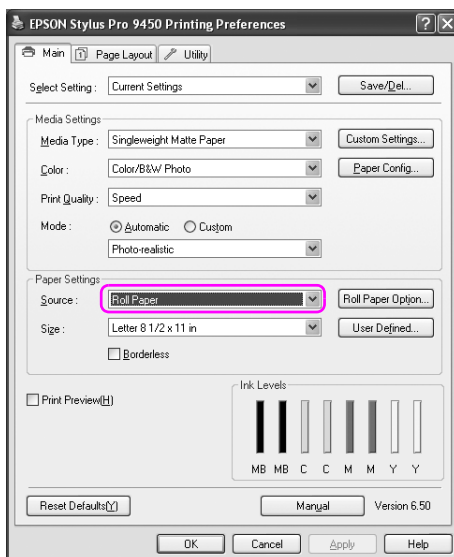 EPSON Stylus Pro 9450 Printing Preferences
Main Page Layout Utility
Select Setting : Current Settings Save/Del...
Media Settings
Media Type : Singleweight Matte Paper Custom Settings...
Color : Color/B&W Photo Paper Config...
Print Quality : Speed
Mode : Automatic Custom
Photo-realistic
Paper Settings
Source : Roll Paper Roll Paper Option...
Size : Letter 8 1/2 x 11 in User Defined...
Borderless
Print Preview(H)
Ink Levels
MB MB C C M M Y Y
Reset Defaults(Y) Manual Version 6.50
OK Cancel Apply Help